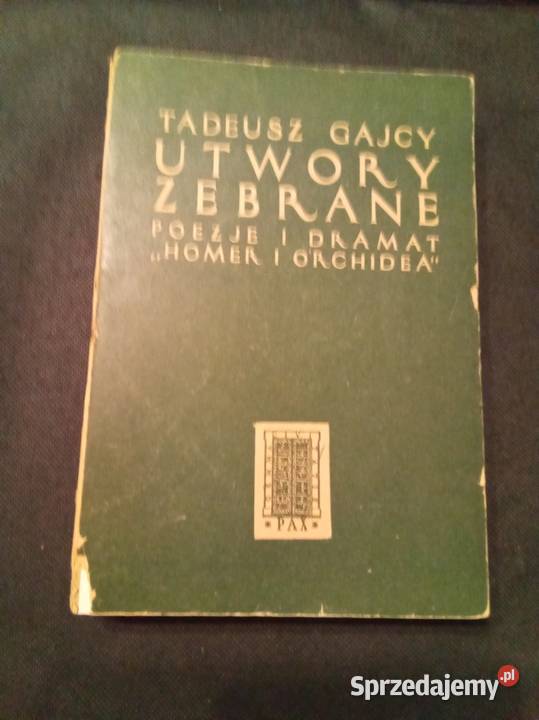 TADEUSZ GAJCY
UTWORY
ZEBRANE
POEZJE I DRAMAT
„HOMER I ORCHIDEA"
PAX
Sprzedajemy.pl